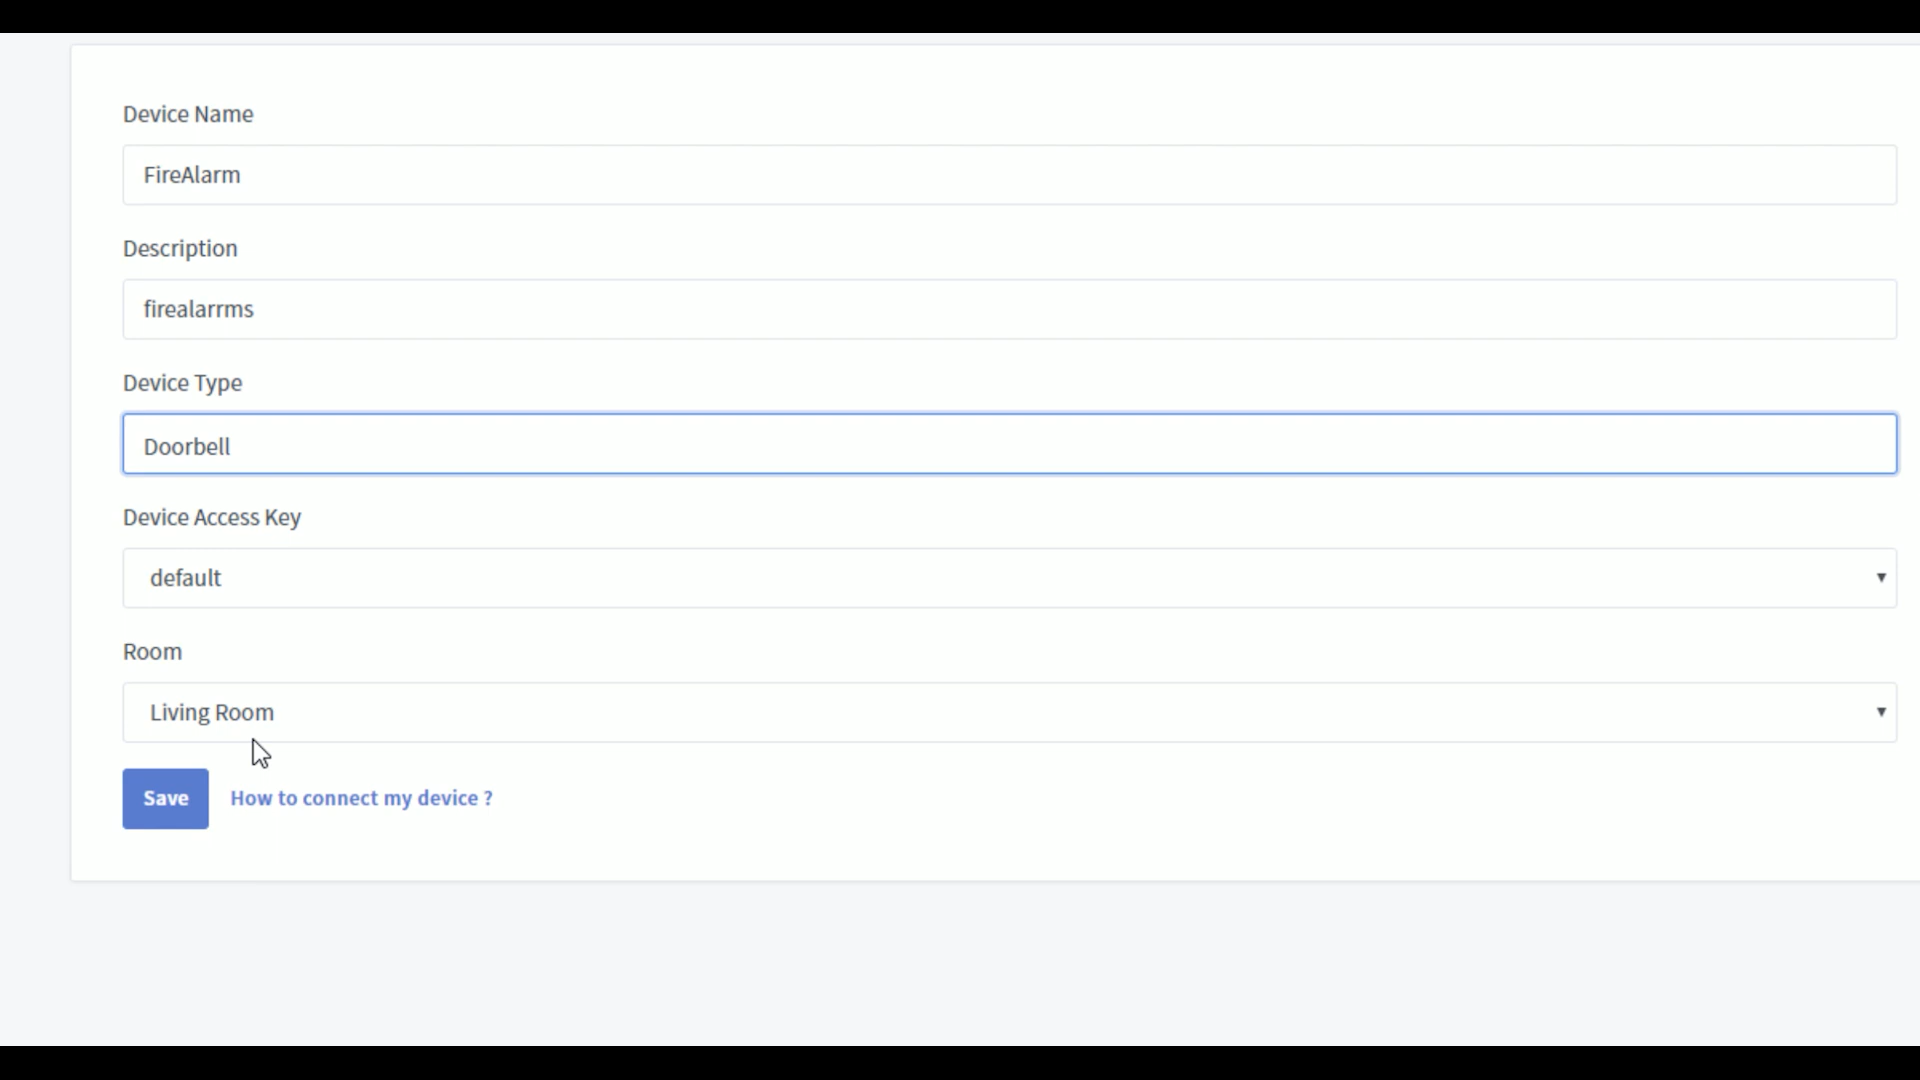 Device Name
FireAlarm
Description
firealarrms
Device Type
Doorbell
Device Access Key
default
Room
Living Room
Save How to connect my device ?